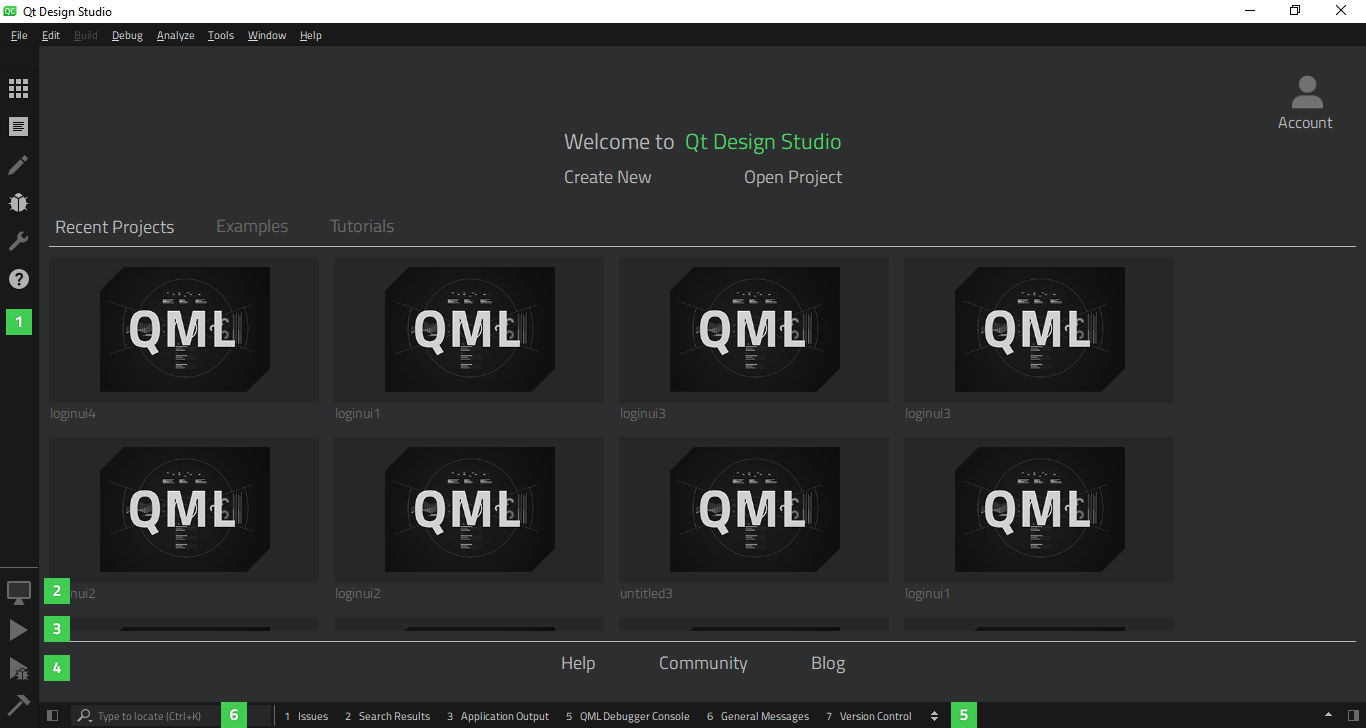 Qt Design Studio
File Edit Build Debug Analyze Tools Window Help
Account
Welcome to Qt Design Studio
Create New Open Project
Recent Projects Examples Tutorials
QML QML QML QML
1
loginui4 loginui1 loginui3 loginui3
QML QML QML QML
2 nui2 loginui2 untitled3 loginui1
3
4 Help Community Blog
Type to locate (Ctrl+K) 6 1 Issues 2 Search Results 3 Application Output 5 QML Debugger Console 6 General Messages 7 Version Control 5